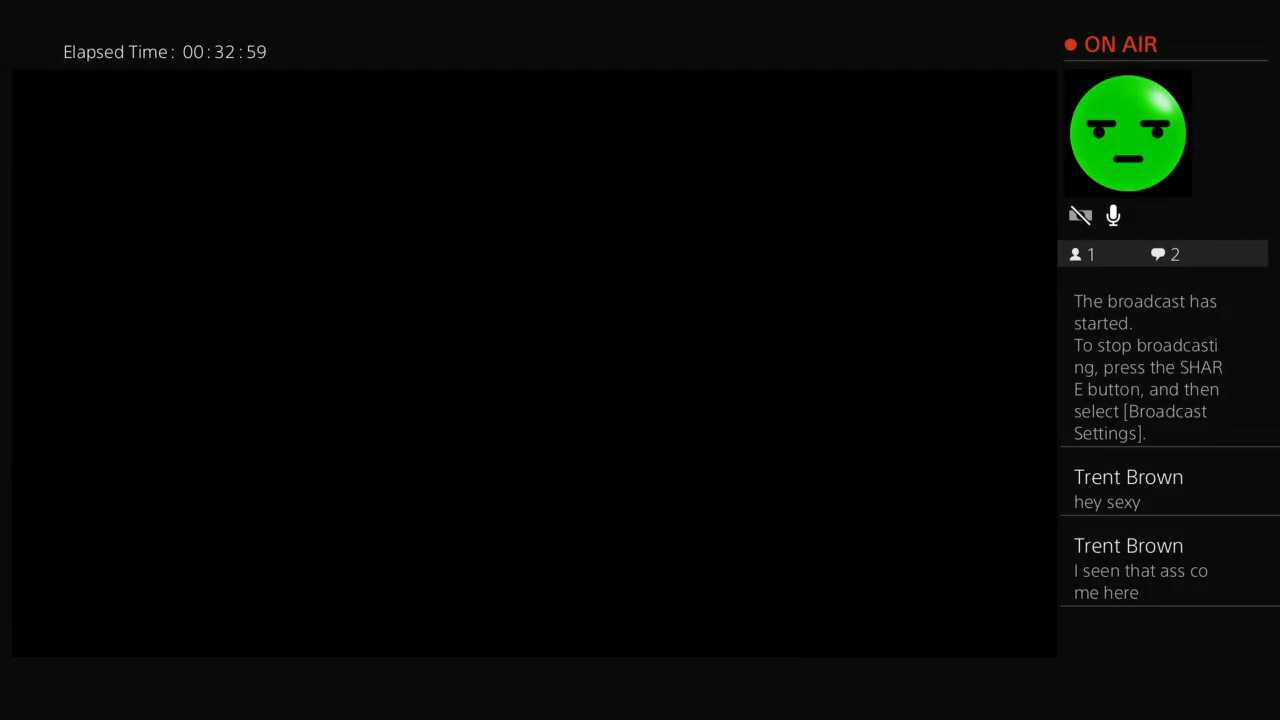 Elapsed Time: 00:32:59
ON AIR
1 2
The broadcast has
started.
To stop broadcasti
ng, press the SHAR
E button, and then
select [Broadcast
Settings].
Trent Brown
hey sexy
Trent Brown
I seen that ass co
me here